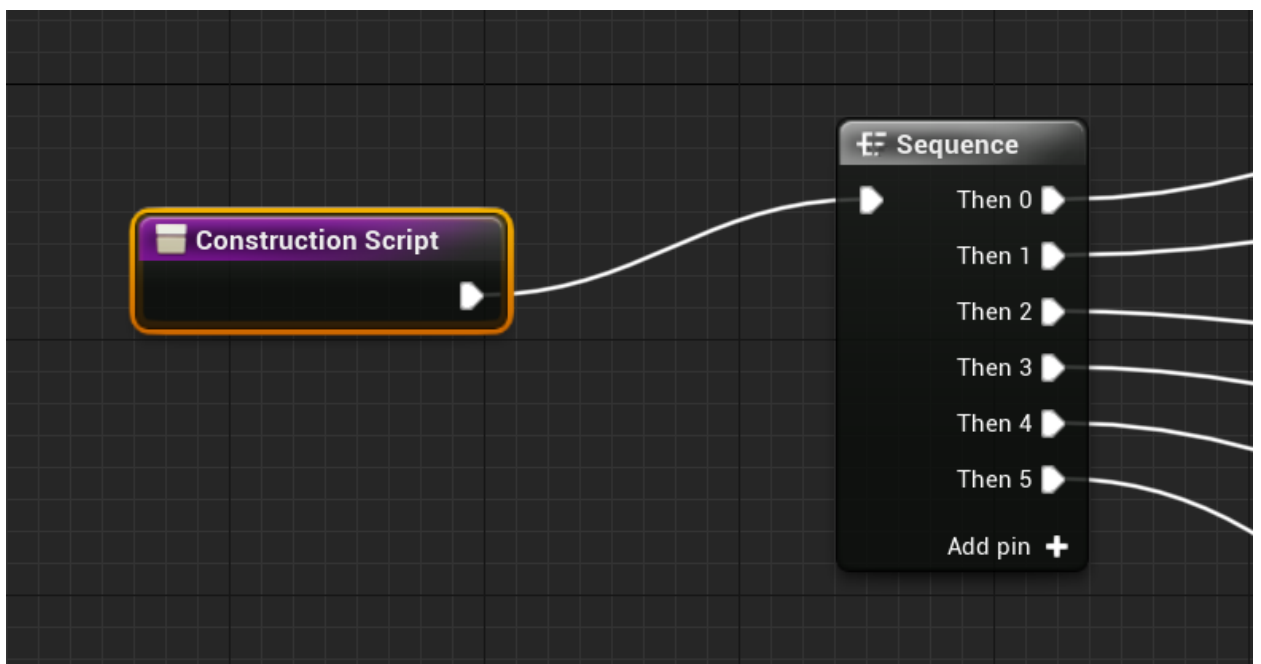 Construction Script
Sequence
Then 0
Then 1
Then 2
Then 3
Then 4
Then 5
Add pin